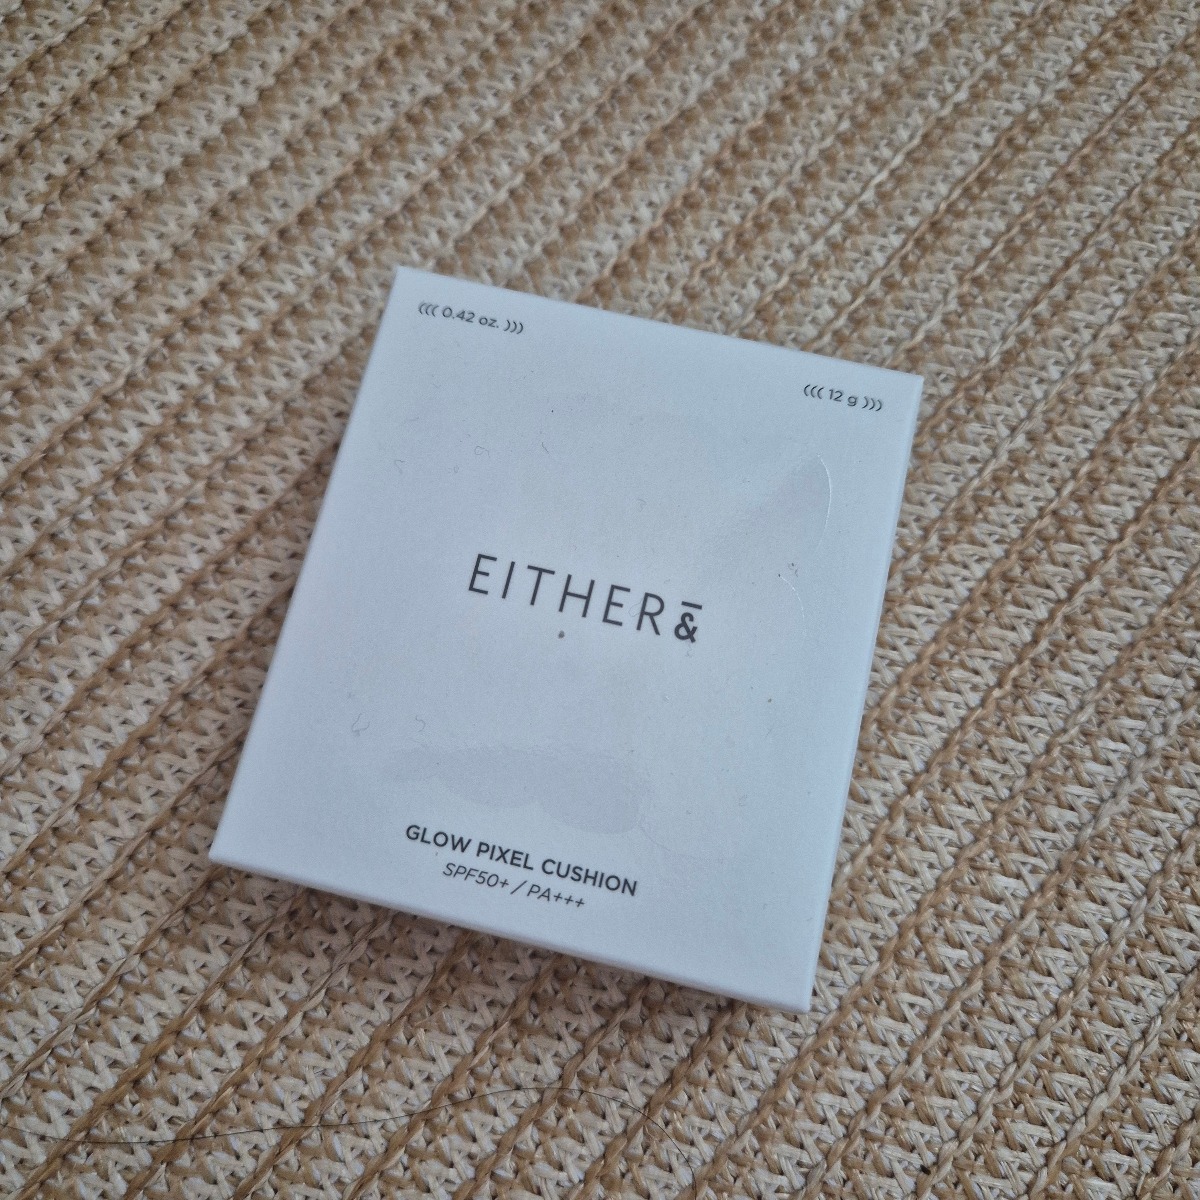 ((( 0.42 oz. )))
((( 12 g )))
EITHER&
GLOW PIXEL CUSHION
SPF50+ / PA+++